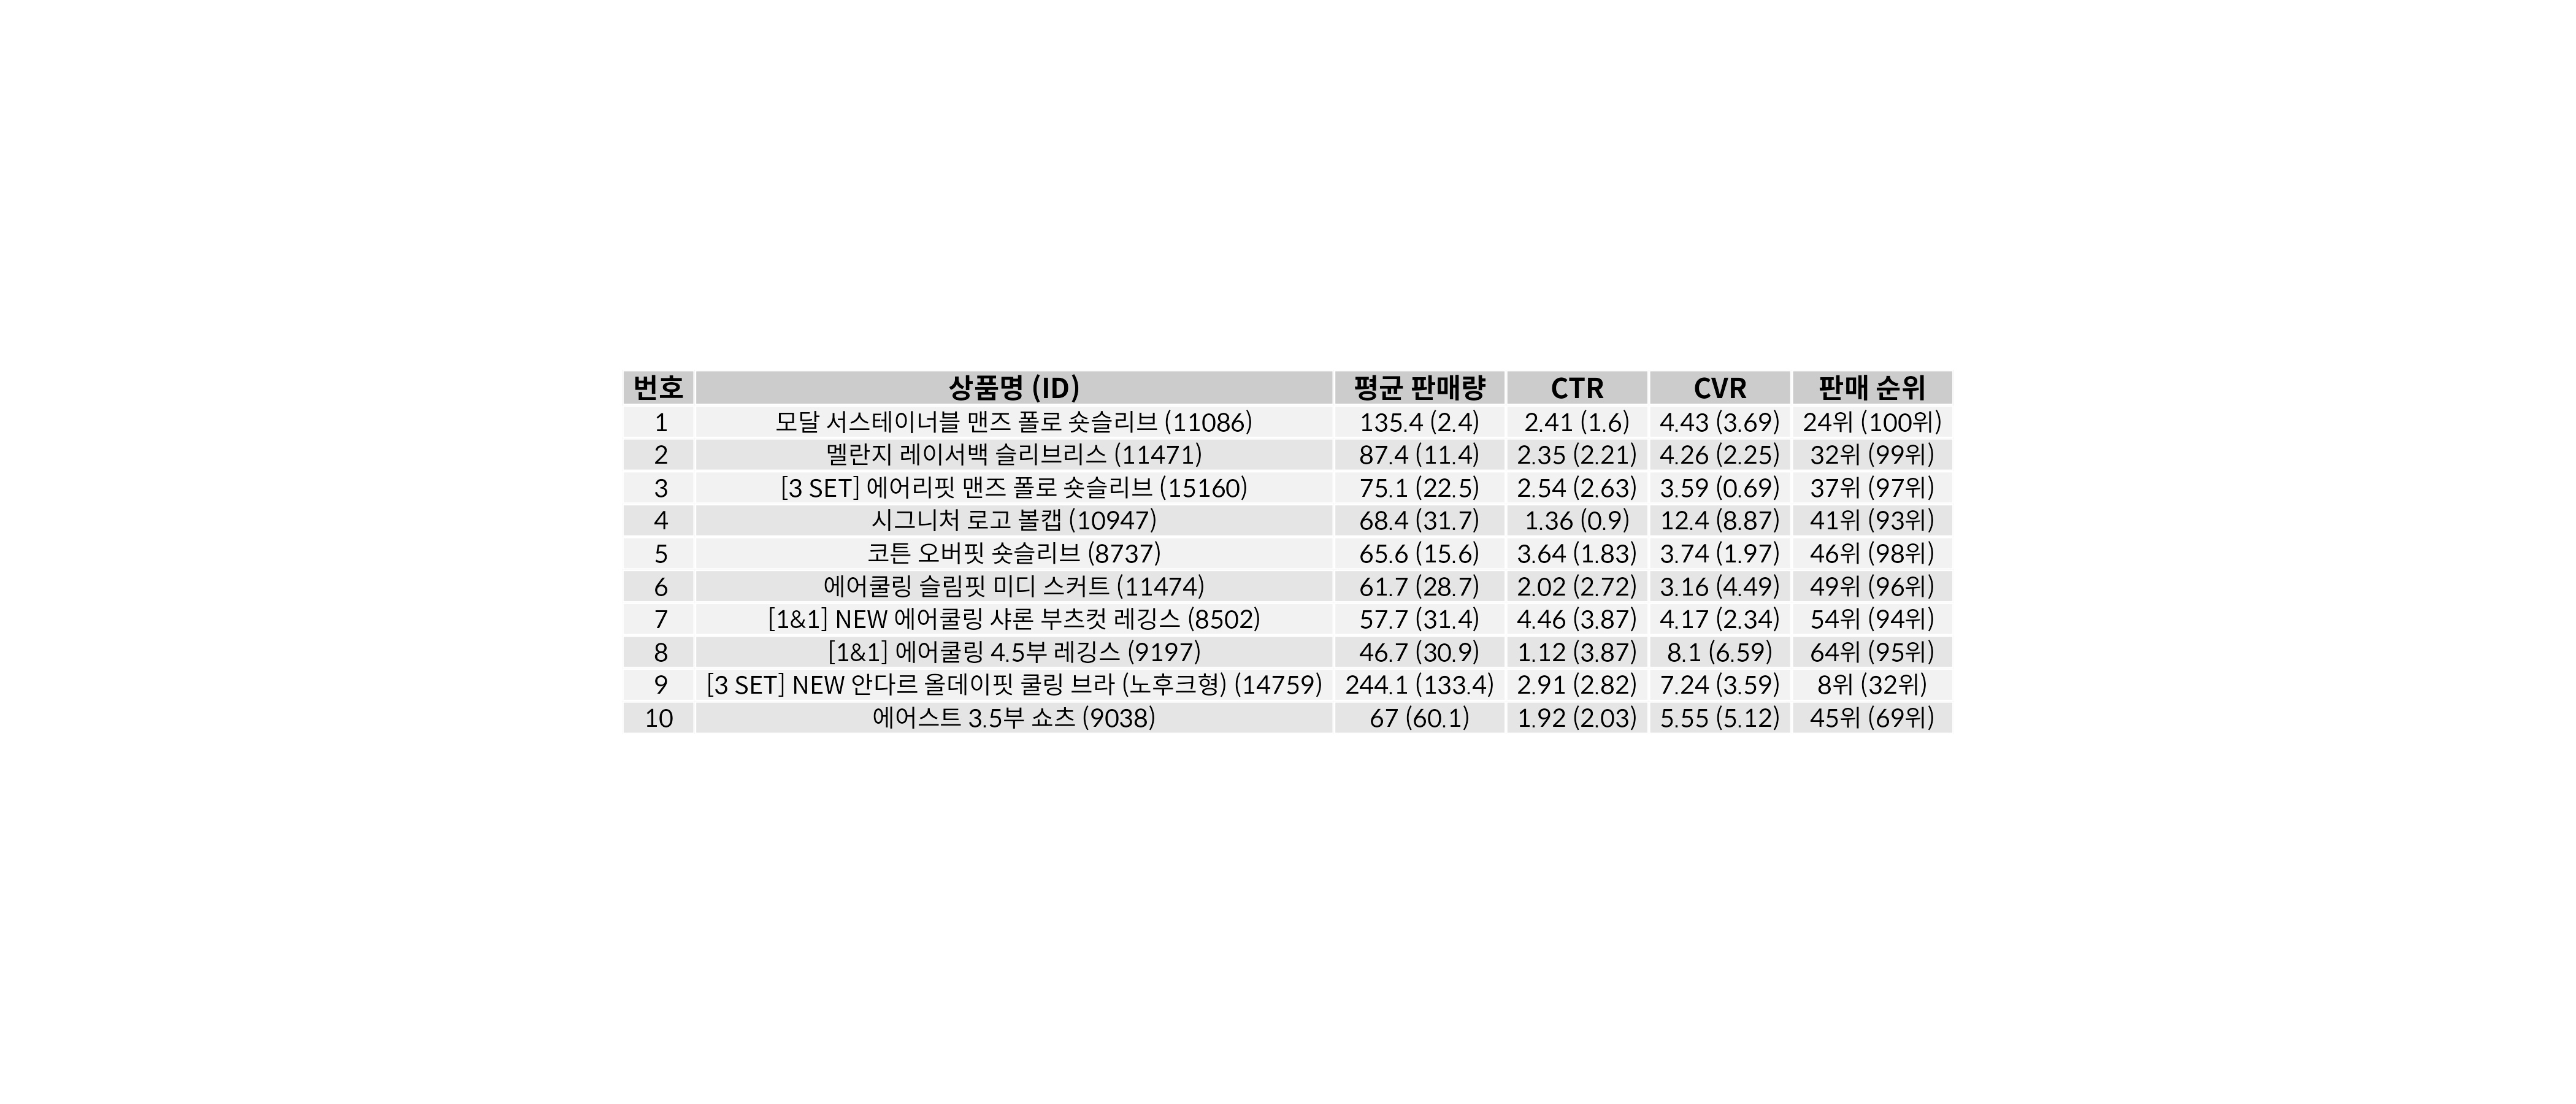 번호 상품명 (ID) 평균 판매량 CTR CVR 판매 순위
1 모달 서스테이너블 맨즈 폴로 숏슬리브 (11086) 135.4 (2.4) 2.41 (1.6) 4.43 (3.69) 24위 (100위)
2 멜란지 레이서백 슬리브리스 (11471) 87.4 (11.4) 2.35 (2.21) 4.26 (2.25) 32위 (99위)
3 [3 SET] 에어리핏 맨즈 폴로 숏슬리브 (15160) 75.1 (22.5) 2.54 (2.63) 3.59 (0.69) 37위 (97위)
4 시그니처 로고 볼캡 (10947) 68.4 (31.7) 1.36 (0.9) 12.4 (8.87) 41위 (93위)
5 코튼 오버핏 숏슬리브 (8737) 65.6 (15.6) 3.64 (1.83) 3.74 (1.97) 46위 (98위)
6 에어쿨링 슬림핏 미디 스커트 (11474) 61.7 (28.7) 2.02 (2.72) 3.16 (4.49) 49위 (96위)
7 [1&1] NEW 에어쿨링 샤론 부츠컷 레깅스 (8502) 57.7 (31.4) 4.46 (3.87) 4.17 (2.34) 54위 (94위)
8 [1&1] 에어쿨링 4.5부 레깅스 (9197) 46.7 (30.9) 1.12 (3.87) 8.1 (6.59) 64위 (95위)
9 [3 SET] NEW 안다르 올데이핏 쿨링 브라 (노후크형) (14759) 244.1 (133.4) 2.91 (2.82) 7.24 (3.59) 8위 (32위)
10 에어스트 3.5부 쇼츠 (9038) 67 (60.1) 1.92 (2.03) 5.55 (5.12) 45위 (69위)